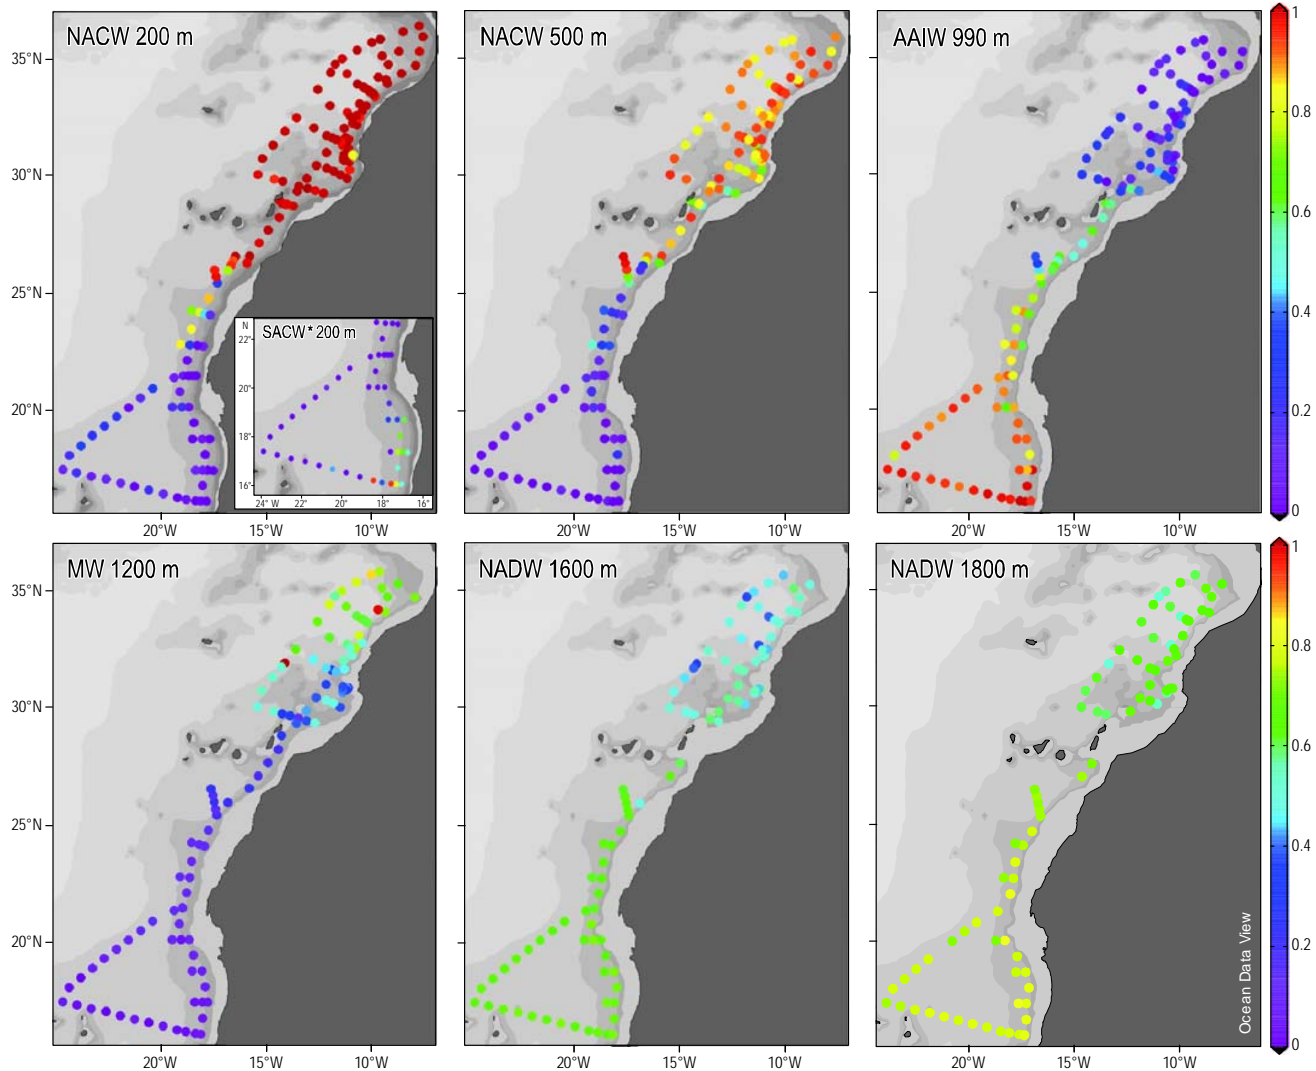 NACW 200 m
NACW 500 m
AAIW 990 m
35°N
30°N
25°N
20°N
1
0.8
0.6
0.4
0.2
0
SACW* 200 m
N
22°
20°
18°
16°
24° W
22°
20°
18°
16°
20°W
15°W
10°W
20°W
15°W
10°W
20°W
15°W
10°W
MW 1200 m
NADW 1600 m
NADW 1800 m
35°N
30°N
25°N
20°N
1
0.8
0.6
0.4
0.2
0
Ocean Data View
20°W
15°W
10°W
20°W
15°W
10°W
20°W
15°W
10°W